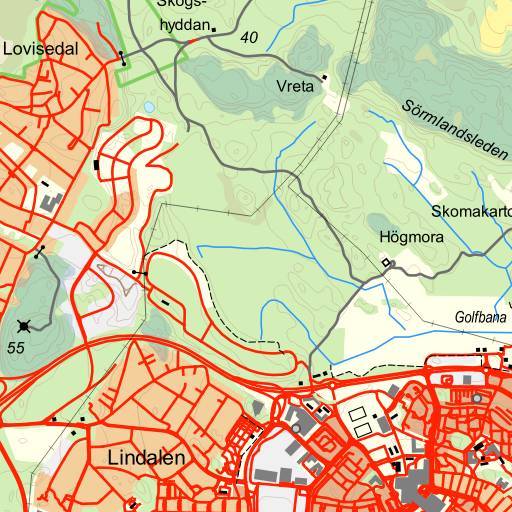 Skogs-
hyddan
Lovisedal
40
Vreta
Sörmlandsleden
Skomakarto
Högmora
Golfbana
55
Lindalen